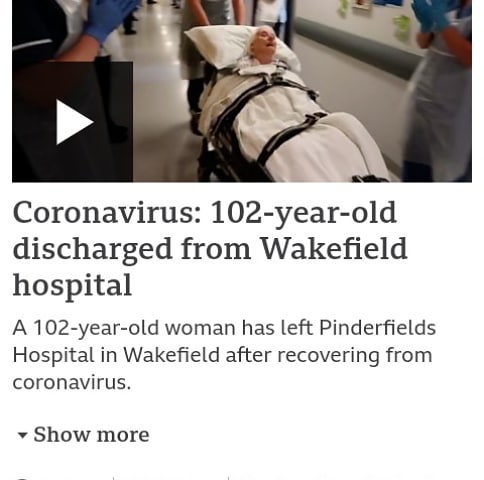 Coronavirus: 102-year-old
discharged from Wakefield
hospital
A 102-year-old woman has left Pinderfields
Hospital in Wakefield after recovering from
coronavirus.
Show more